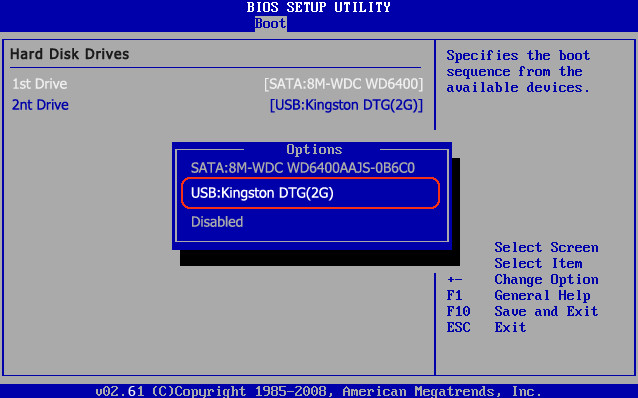 BIOS SETUP UTILITY
Boot
Hard Disk Drives
1st Drive [SATA:8M-WDC WD6400]
2nt Drive [USB:Kingston DTG(2G)]
Specifies the boot
sequence from the
available devices.
Options
SATA:8M-WDC WD6400AAJS-0B6C0
USB:Kingston DTG(2G)
Disabled
Select Screen
Select Item
+- Change Option
F1 General Help
F10 Save and Exit
ESC Exit
v02.61 (C)Copyright 1985-2008, American Megatrends, Inc.